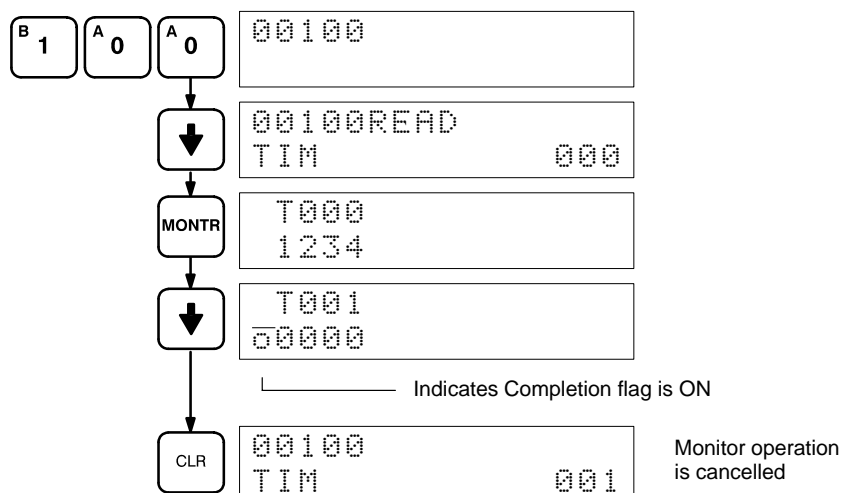 B 1 A 0 A 0
00100
↓
00100READ
TIM 000
MONTR
T000
1234
↓
T001
o̅0000
Indicates Completion flag is ON
CLR
00100
TIM 001
Monitor operation
is cancelled